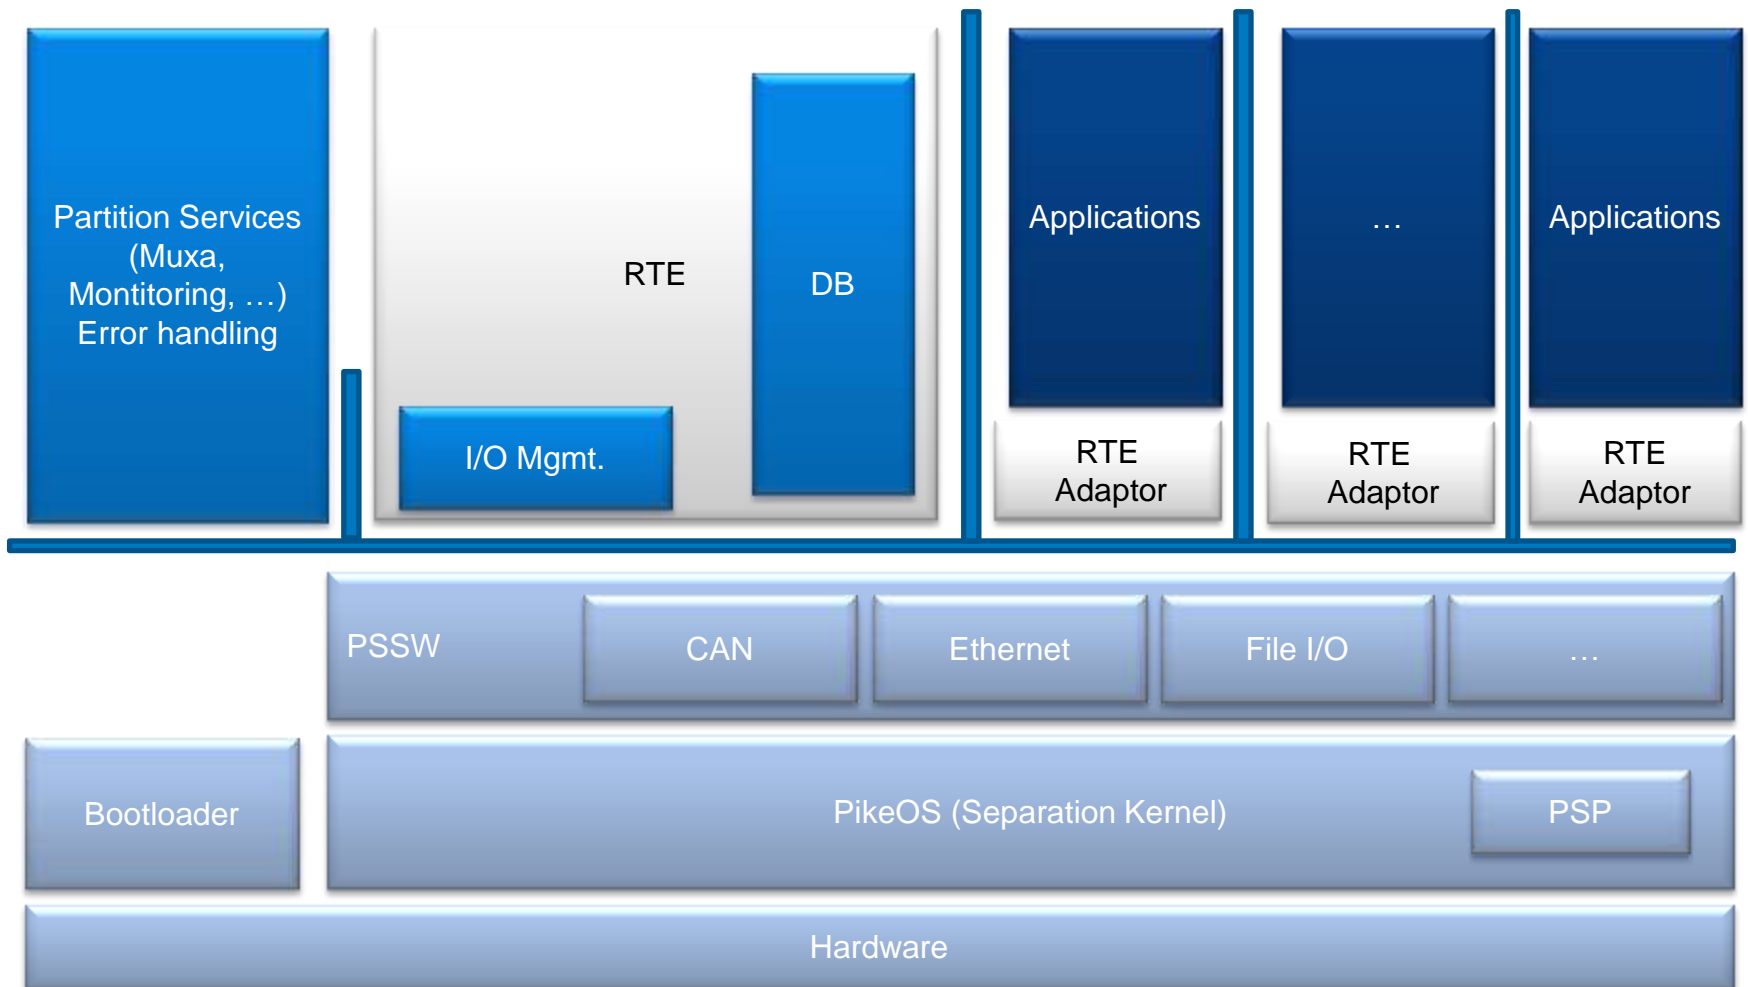 Partition Services
(Muxa,
Montitoring, …)
Error handling
RTE
DB
I/O Mgmt.
Applications
…
Applications
RTE
Adaptor
RTE
Adaptor
RTE
Adaptor
PSSW
CAN
Ethernet
File I/O
…
Bootloader
PikeOS (Separation Kernel)
PSP
Hardware